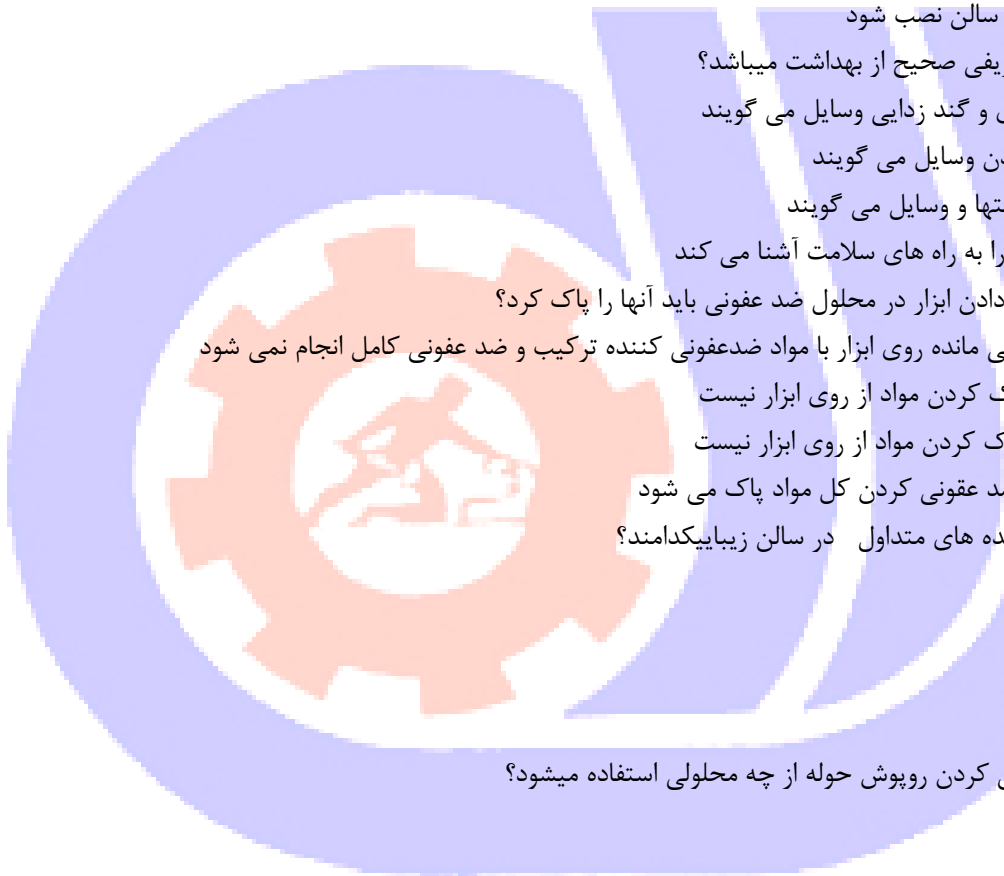 سالن نصب شود
صحیح از بهداشت میباشد؟
و گند زدایی وسایل می گویند
وسایل می گویند
و وسایل می گویند
را به راه های سلامت آشنا می کند
دادن ابزار در محلول ضد عفونی باید آنها را پاک کرد؟
مانده روی ابزار با مواد ضدعفونی کننده ترکیب و ضد عفونی کامل انجام نمی شود
کردن مواد از روی ابزار نیست
کردن مواد از روی ابزار نیست
عقونی کردن کل مواد پاک می شود
های متداول در سالن زیباییکدامند؟
کردن روپوش حوله از چه محلولی استفاده میشود؟